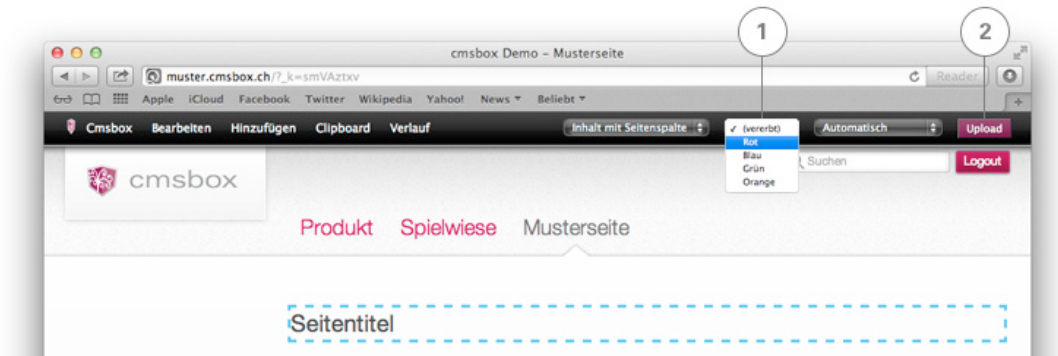 1 2
cmsbox Demo – Musterseite
muster.cmsbox.ch/?_k=smVAztxv Reader
Apple iCloud Facebook Twitter Wikipedia Yahoo! News Beliebt
Cmsbox Bearbeiten Hinzufügen Clipboard Verlauf Inhalt mit Seitenspalte ✓ (vererbt) Automatisch Upload
Rot
Blau
Grün
Orange
Suchen Logout
cmsbox
Produkt Spielwiese Musterseite
Seitentitel